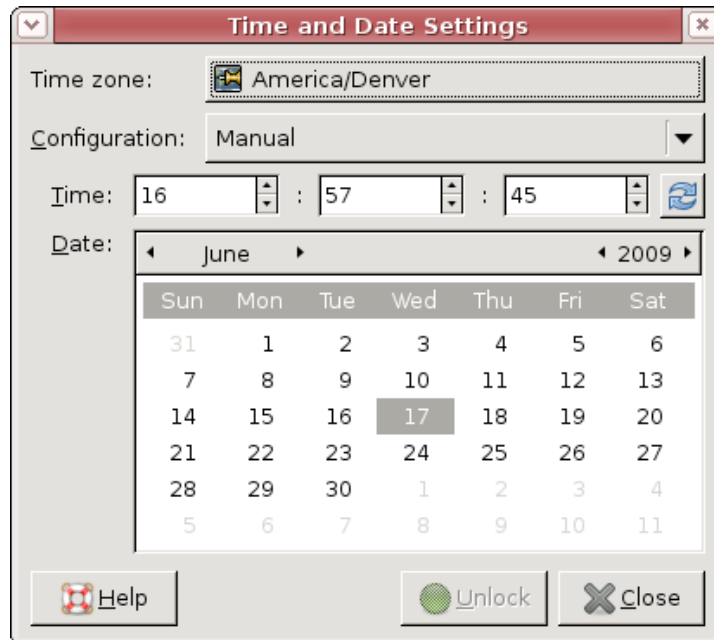 Time and Date Settings
Time zone: America/Denver
Configuration: Manual
Time: 16 : 57 : 45
Date: June 2009
Sun Mon Tue Wed Thu Fri Sat
31 1 2 3 4 5 6
7 8 9 10 11 12 13
14 15 16 17 18 19 20
21 22 23 24 25 26 27
28 29 30 1 2 3 4
5 6 7 8 9 10 11
Help Unlock Close